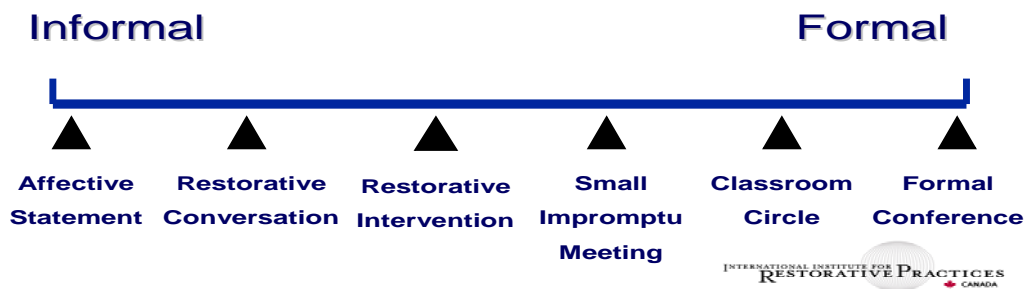 Informal
Formal
Affective
Statement
Restorative
Conversation
Restorative
Intervention
Small
Impromptu
Meeting
Classroom
Circle
Formal
Conference
INTERNATIONAL INSTITUTE FOR
RESTORATIVE PRACTICES
CANADA